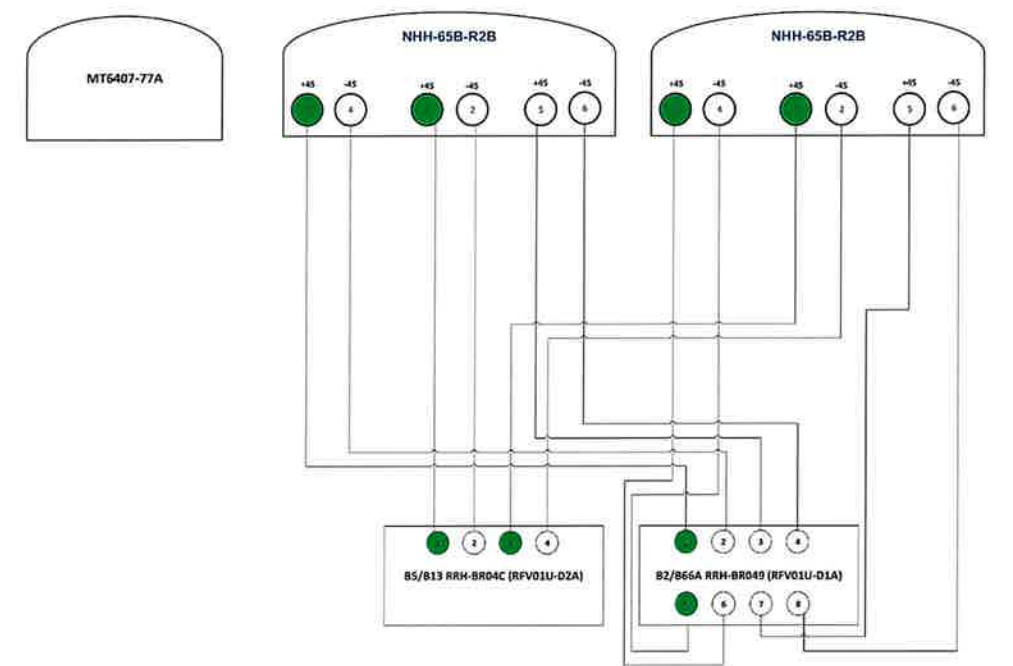 MT6407-77A
NHH-65B-R2B
+45 -45 +45 -45 +45 -45
4 2 5 6
NHH-65B-R2B
+45 -45 +45 -45 +45 -45
4 2 5 6
2 4
B5/B13 RRH-BR04C (RFV01U-D2A)
2 3 4
B2/B66A RRH-BR049 (RFV01U-D1A)
6 7 8